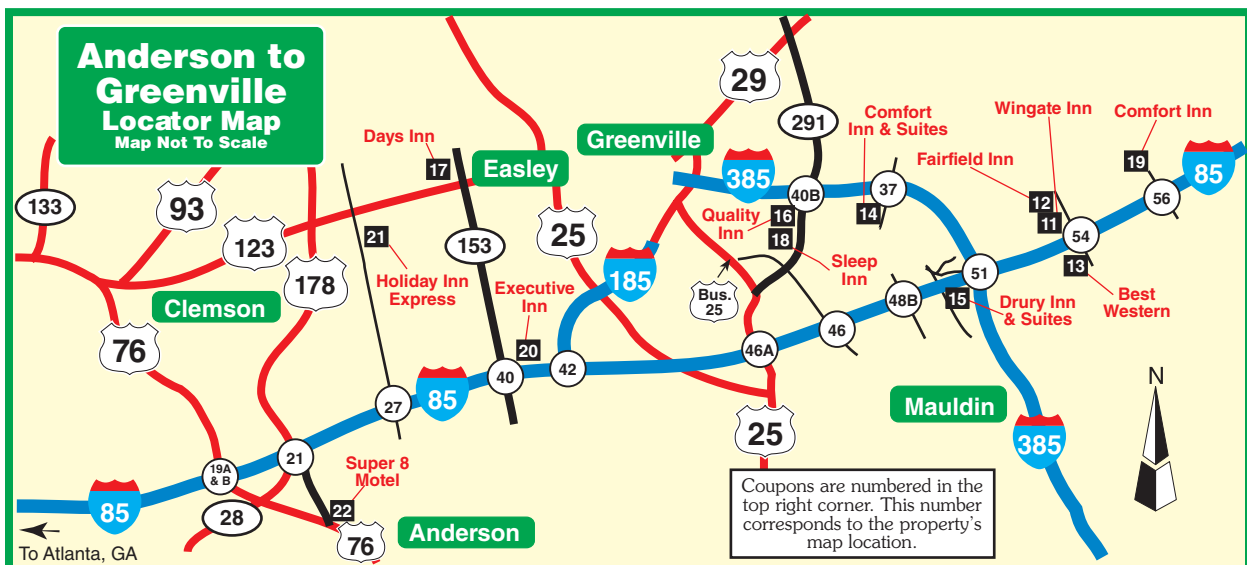 Anderson to
Greenville
Locator Map
Map Not To Scale
29
291
Comfort
Inn & Suites
Wingate Inn
Comfort Inn
Days Inn
17
Greenville
Fairfield Inn
19
85
Easley
385
40B
37
133
93
123
21
153
25
Quality
Inn
16
18
14
12
11
54
56
Holiday Inn
Express
178
185
Sleep
Inn
13
Best
Western
Clemson
Executive
Inn
Bus.
25
48B
51
15
Drury Inn
& Suites
76
20
40
42
46A
46
27
85
25
Mauldin
N
385
19A
& B
21
Super 8
Motel
22
28
85
76
Anderson
To Atlanta, GA
Coupons are numbered in the
top right corner. This number
corresponds to the property's
map location.